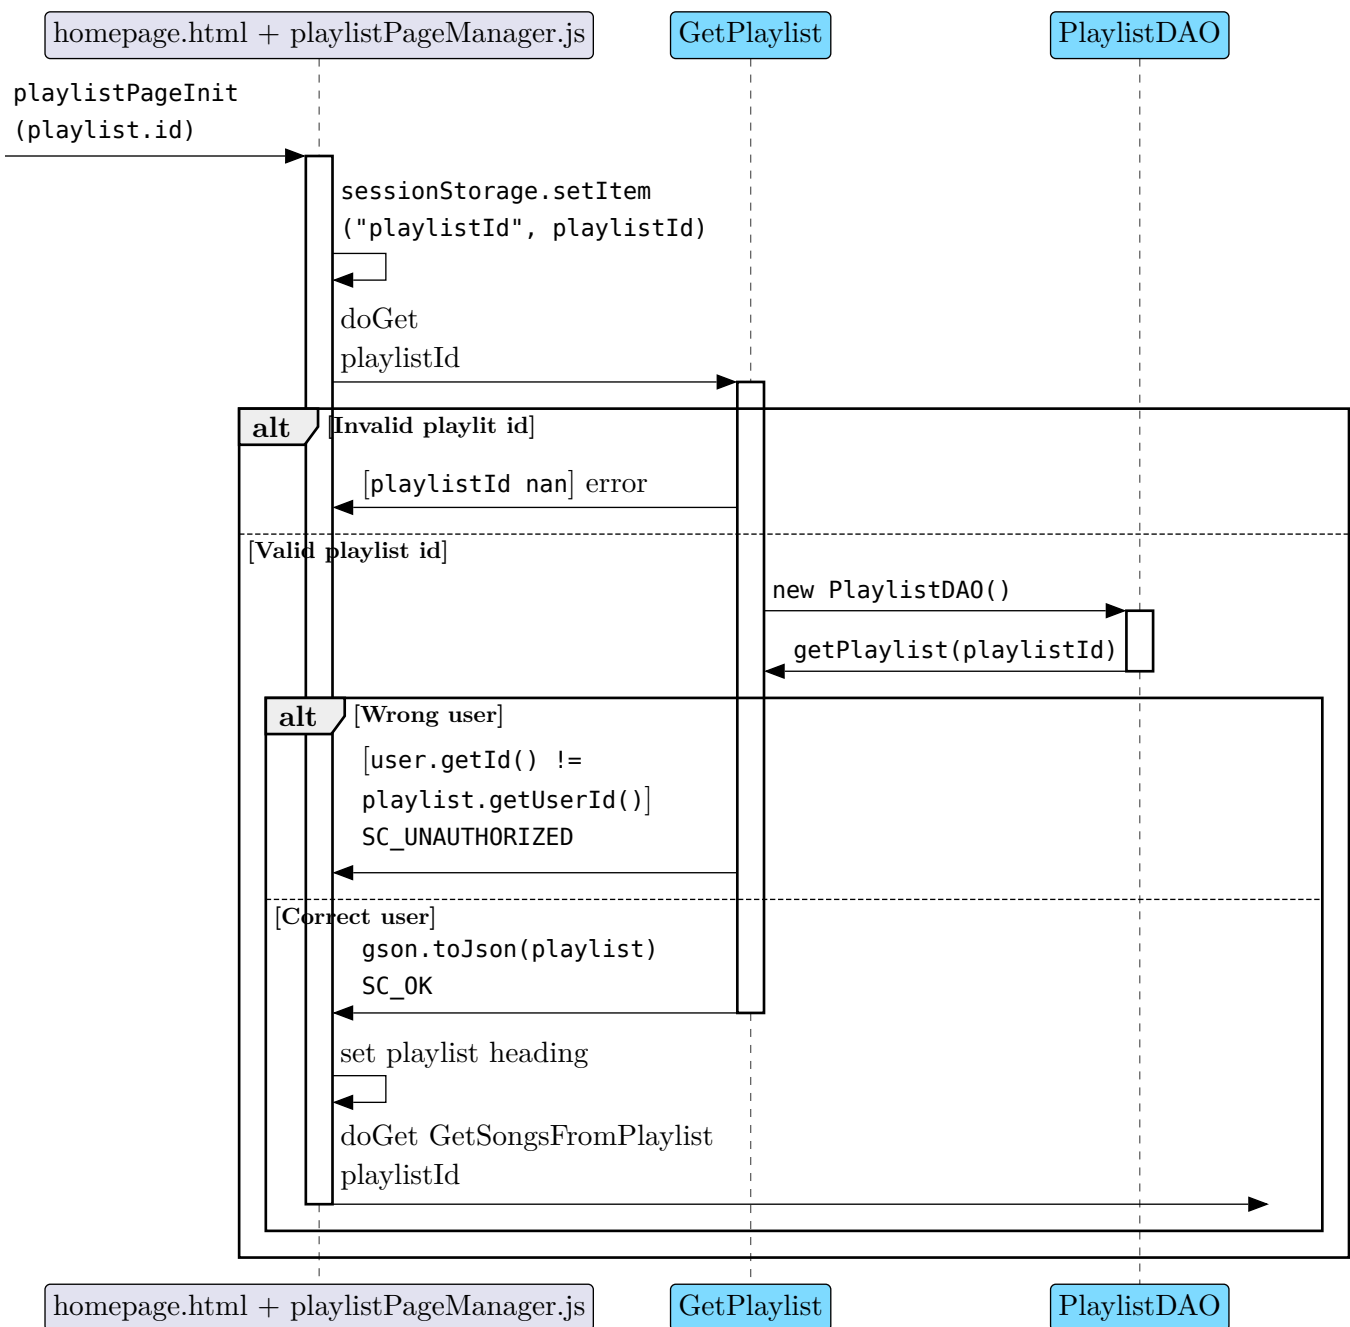 homepage.html + playlistPageManager.js
GetPlaylist
PlaylistDAO
playlistPageInit
(playlist.id)
sessionStorage.setItem
("playlistId", playlistId)
doGet
playlistId
alt
[Invalid playlit id]
[playlistId nan] error
[Valid playlist id]
new PlaylistDAO()
getPlaylist(playlistId)
alt
[Wrong user]
[user.getId() !=
playlist.getUserId()]
SC_UNAUTHORIZED
[Correct user]
gson.toJson(playlist)
SC_OK
set playlist heading
doGet GetSongsFromPlaylist
playlistId
homepage.html + playlistPageManager.js
GetPlaylist
PlaylistDAO